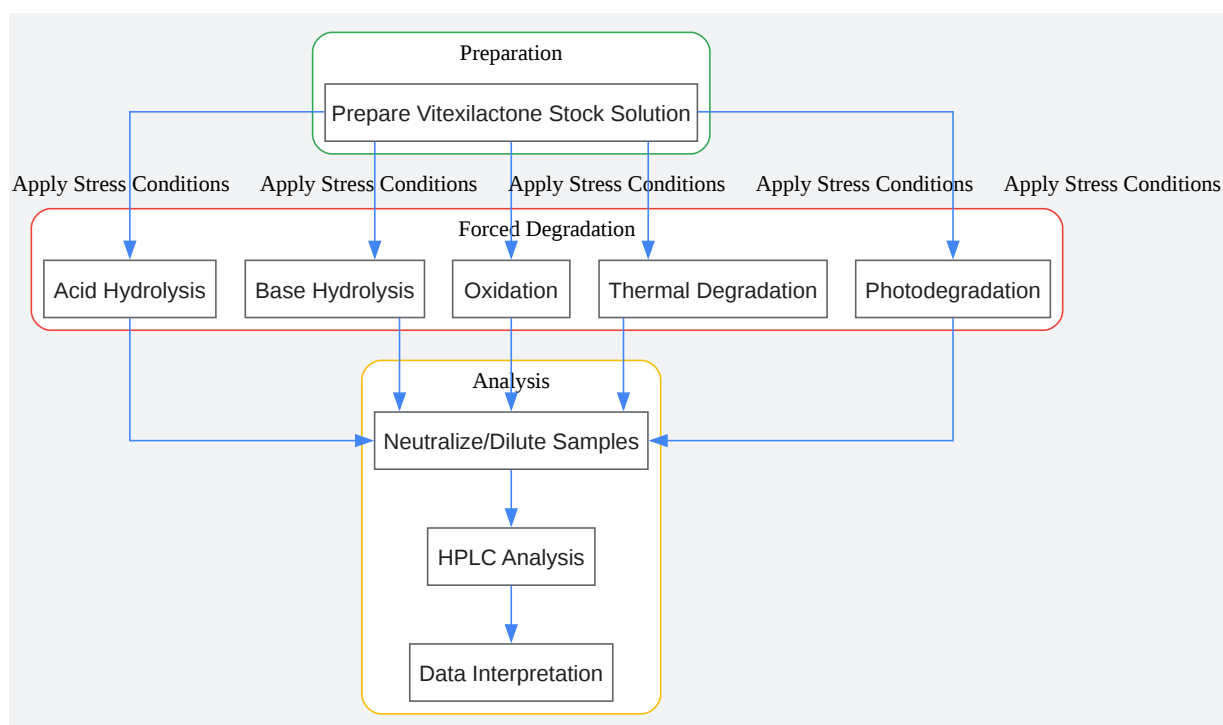 Preparation
Prepare Vitexilactone Stock Solution
Apply Stress Conditions
Apply Stress Conditions
Apply Stress Conditions
Apply Stress Conditions
Apply Stress Conditions
Forced Degradation
Acid Hydrolysis
Base Hydrolysis
Oxidation
Thermal Degradation
Photodegradation
Analysis
Neutralize/Dilute Samples
HPLC Analysis
Data Interpretation